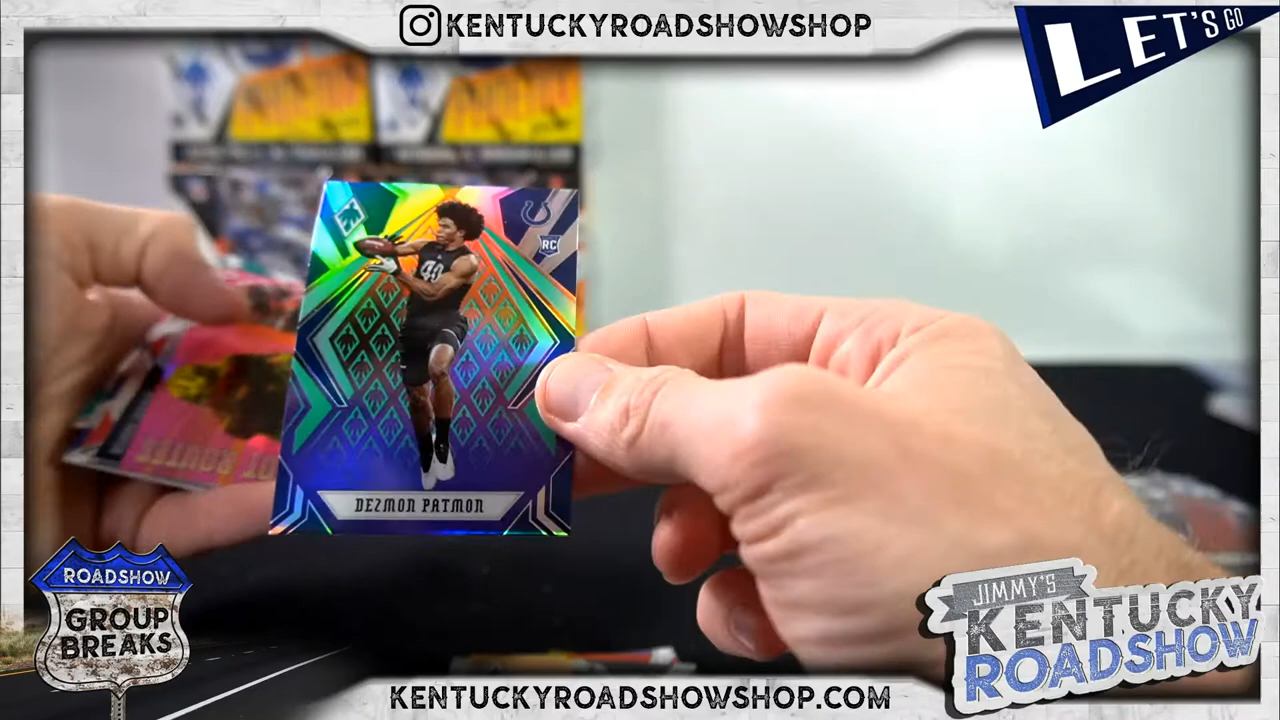 KENTUCKYROADSHOWSHOP
LET'S GO
RC
40
DEZMON PATMON
ROADSHOW
GROUP
BREAKS
JIMMY'S
KENTUCKY
ROADSHOW
KENTUCKYROADSHOWSHOP.COM